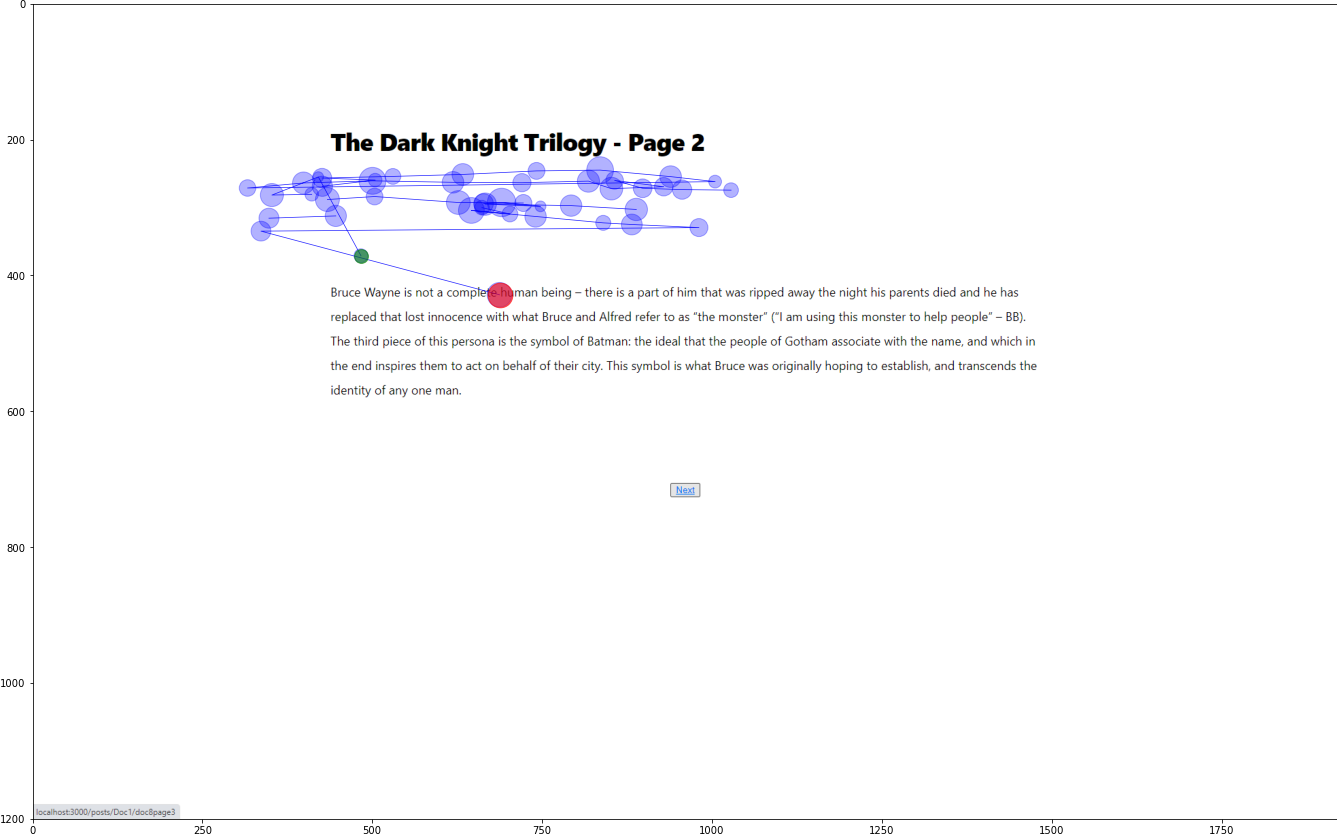 0
200
The Dark Knight Trilogy - Page 2
400
Bruce Wayne is not a complete human being – there is a part of him that was ripped away the night his parents died and he has
replaced that lost innocence with what Bruce and Alfred refer to as “the monster” (“I am using this monster to help people” – BB).
The third piece of this persona is the symbol of Batman: the ideal that the people of Gotham associate with the name, and which in
the end inspires them to act on behalf of their city. This symbol is what Bruce was originally hoping to establish, and transcends the
identity of any one man.
600
Next
800
1000
localhost:3000/posts/Doc1/doc8page3
1200
0 250 500 750 1000 1250 1500 1750